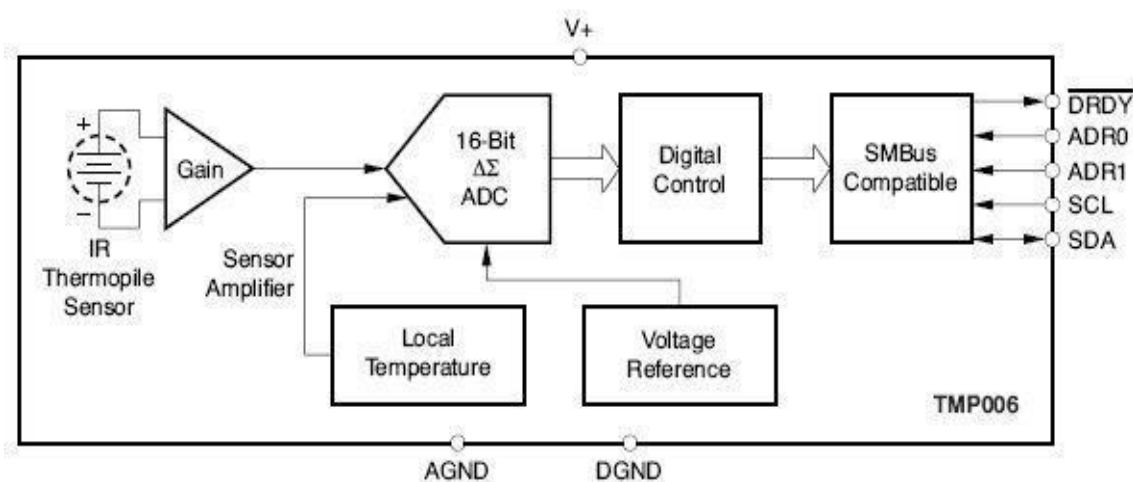 V+
+
Gain
−
IR
Thermopile
Sensor
Sensor
Amplifier
16-Bit
ΔΣ
ADC
Digital
Control
SMBus
Compatible
DRDY
ADR0
ADR1
SCL
SDA
Local
Temperature
Voltage
Reference
TMP006
AGND
DGND